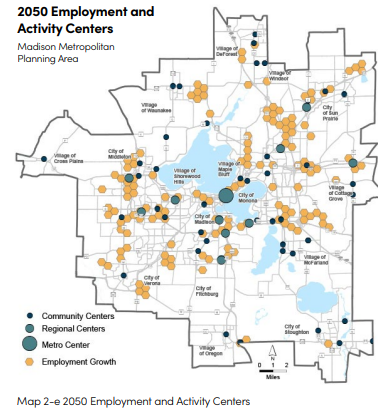 2050 Employment and
Activity Centers
Madison Metropolitan
Planning Area
Village of
DeForest
Village of
Windsor
Village
of Waunakee
City
of Sun
Prairie
Village of
Cross Plains
City of
Middleton
Village of
Shorewood
Hills
Village of
Maple
Bluff
City of
Monona
Village
of Cottage
Grove
City of
Madison
Village of
McFarland
City of
Verona
City of
Fitchburg
Community Centers
Regional Centers
Metro Center
Employment Growth
Village
of Oregon
City of
Stoughton
N
0 1 2
Miles
Map 2-e 2050 Employment and Activity Centers